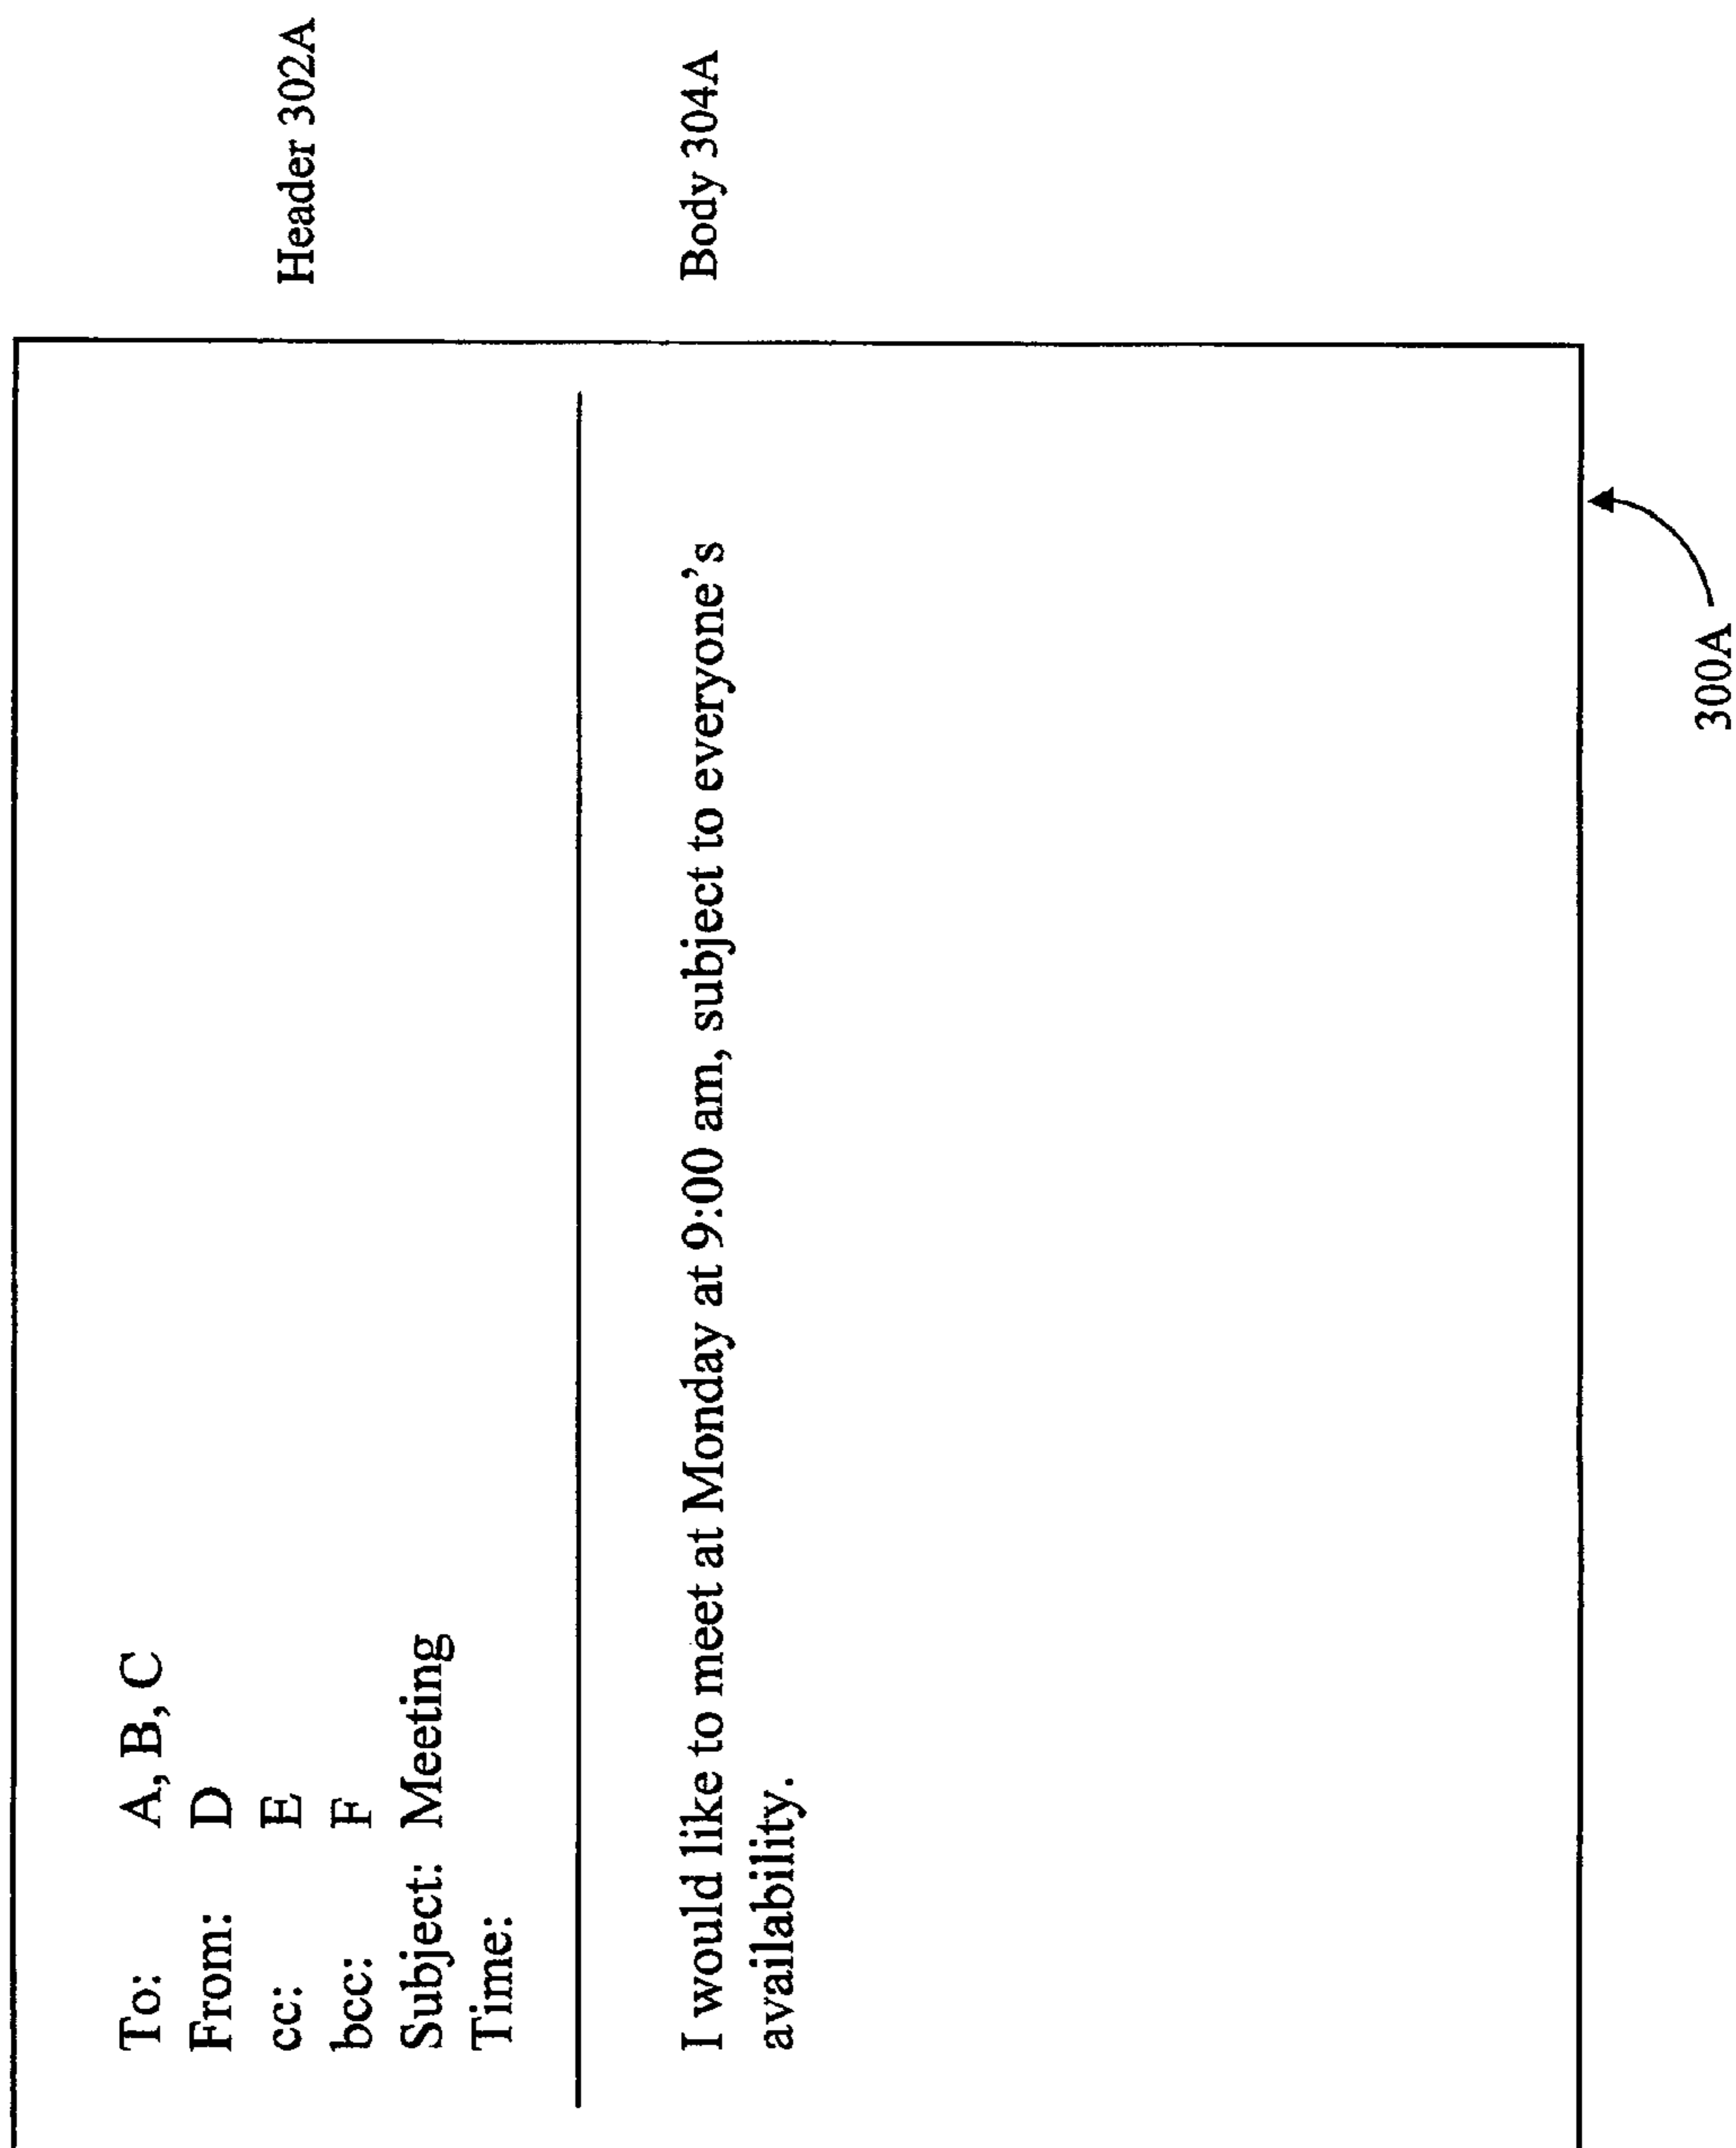 To: A, B, C
From: D
cc: E
bcc: F
Subject: Meeting
Time:
Header 302A
I would like to meet at Monday at 9:00 am, subject to everyone's
availability.
Body 304A
300A